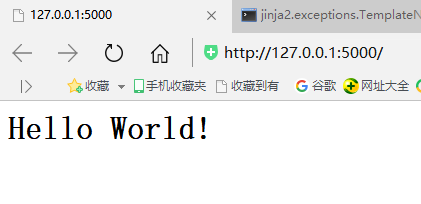 127.0.0.1:5000 jinja2.exceptions.TemplateN
http://127.0.0.1:5000/
收藏 手机收藏夹 收藏到有 谷歌 网址大全
Hello World!